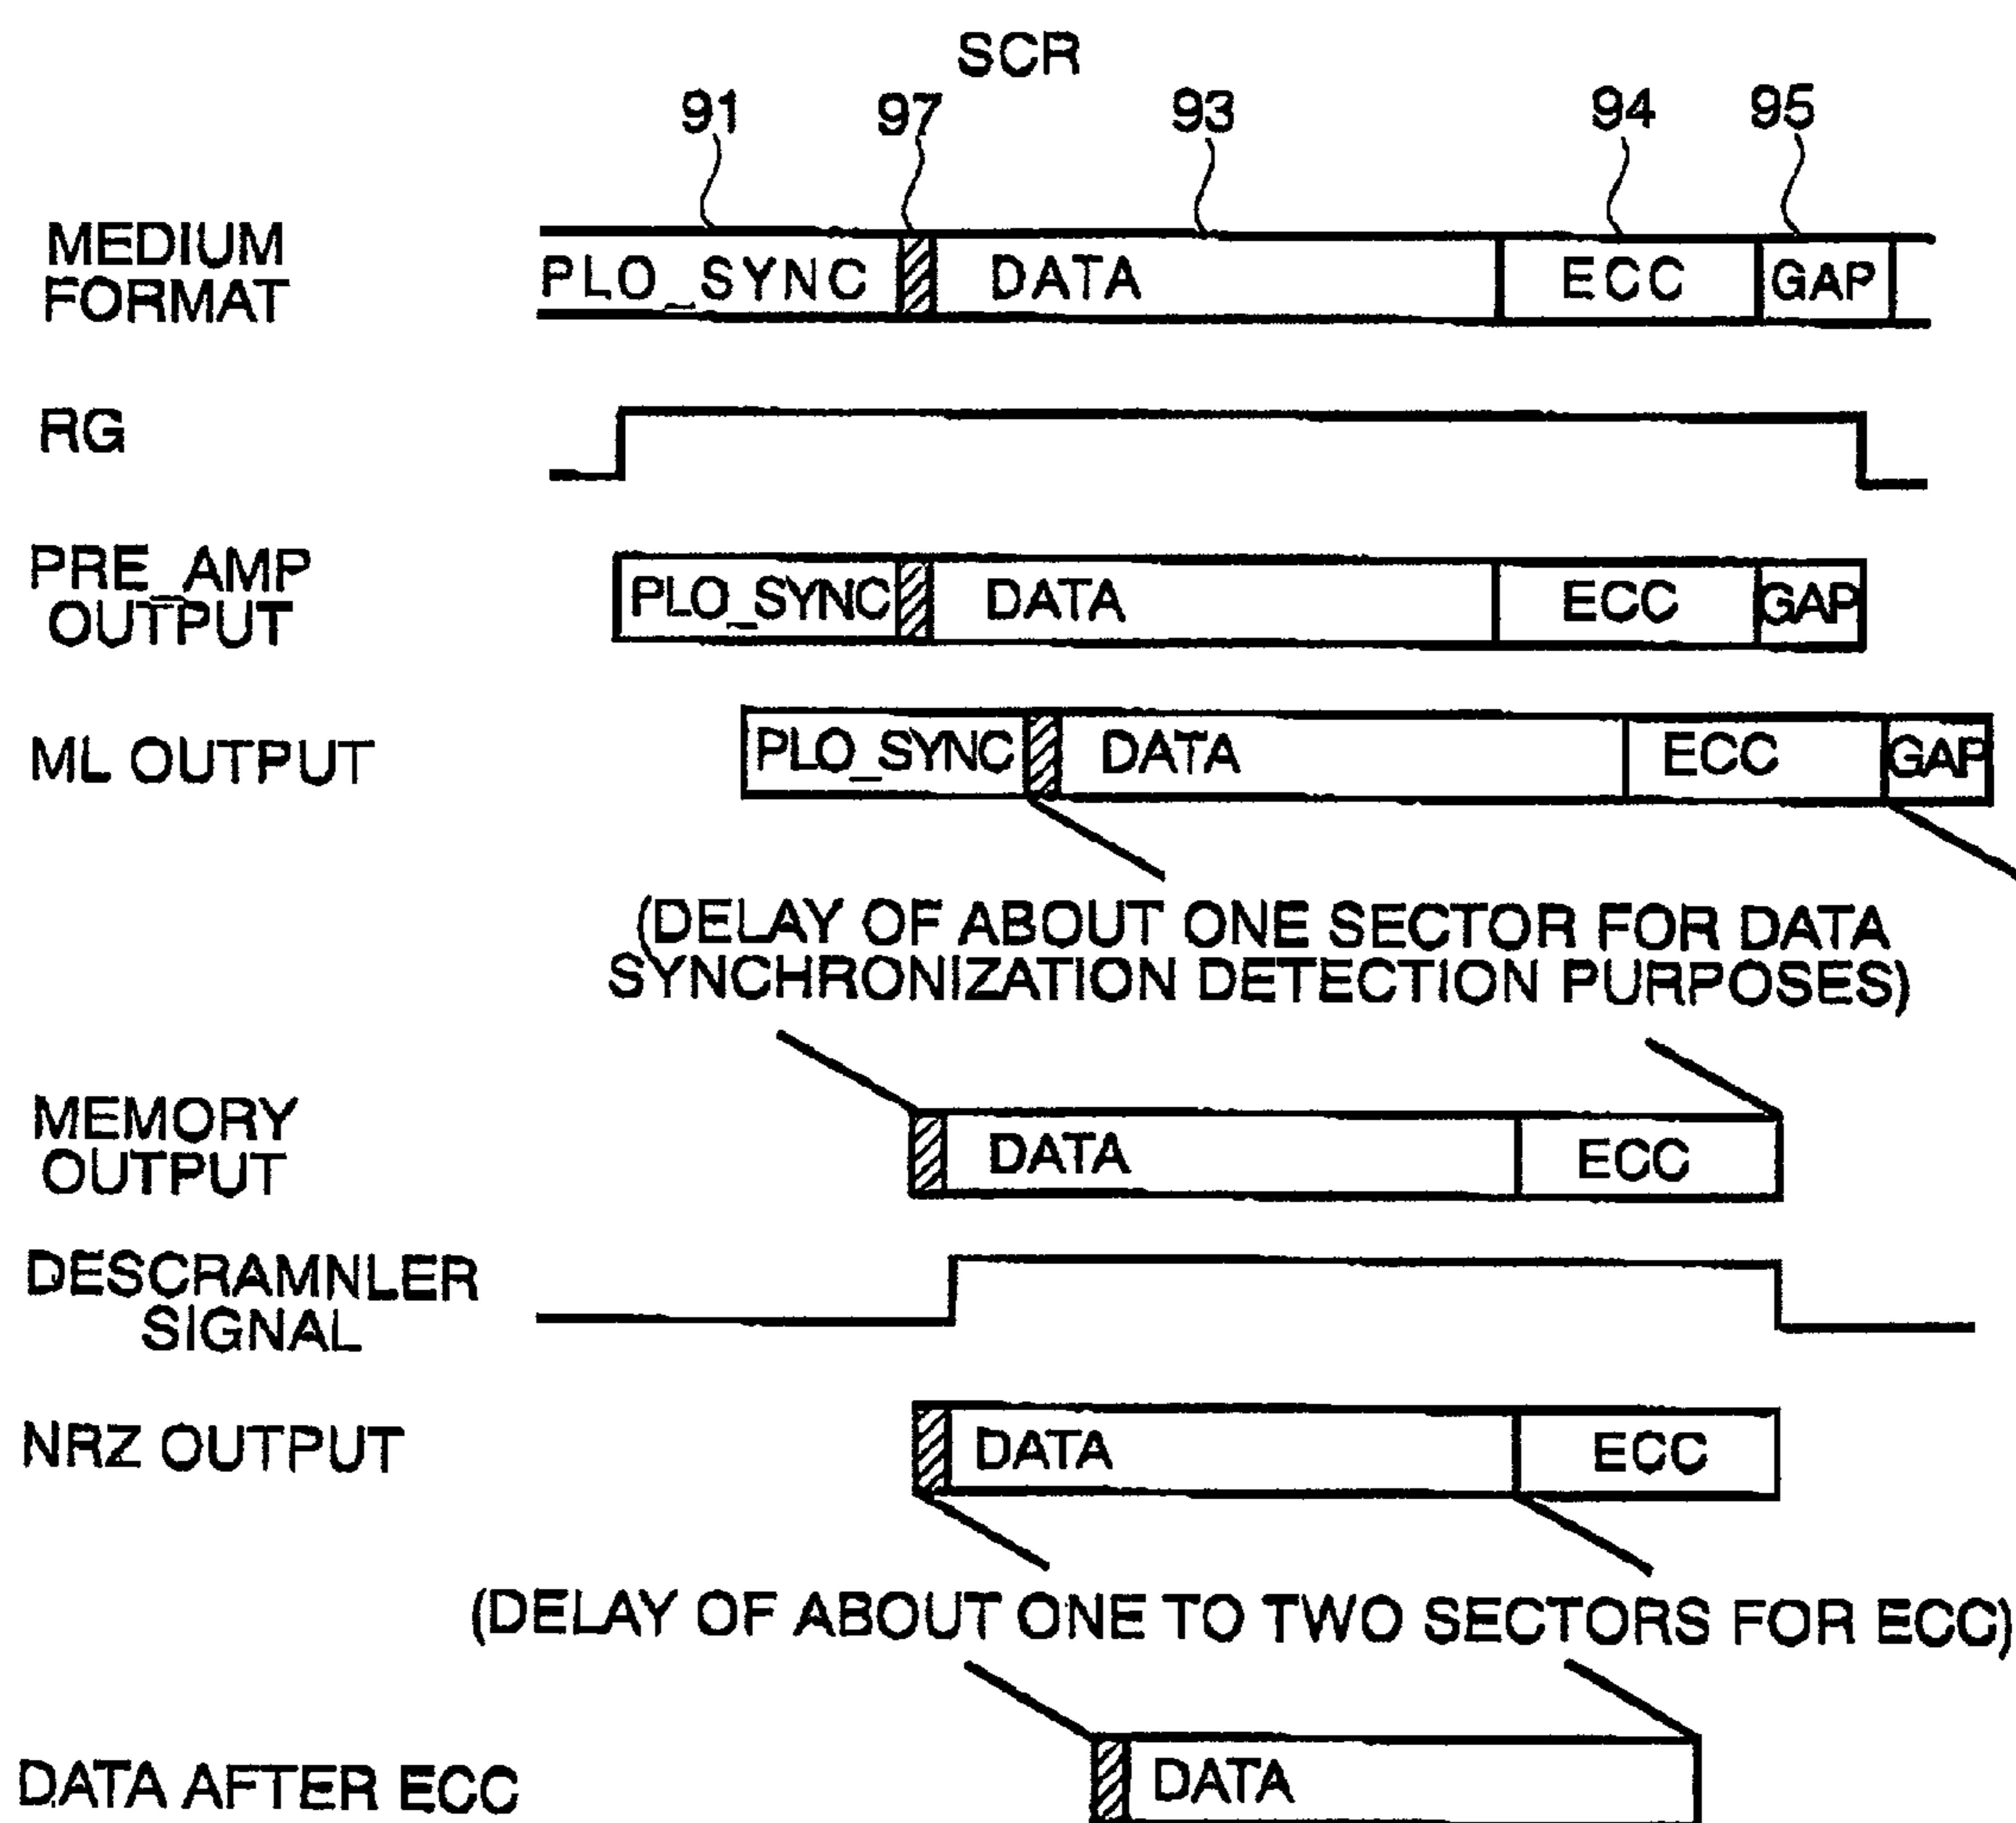 SCR
91 97 93 94 95
MEDIUM
FORMAT
PLO_SYNC DATA ECC GAP
RG
PRE_AMP
OUTPUT
PLO_SYNC DATA ECC GAP
ML OUTPUT
PLO_SYNC DATA ECC GAP
(DELAY OF ABOUT ONE SECTOR FOR DATA
SYNCHRONIZATION DETECTION PURPOSES)
MEMORY
OUTPUT
DATA ECC
DESCRAMNLER
SIGNAL
NRZ OUTPUT
DATA ECC
(DELAY OF ABOUT ONE TO TWO SECTORS FOR ECC)
DATA AFTER ECC
DATA